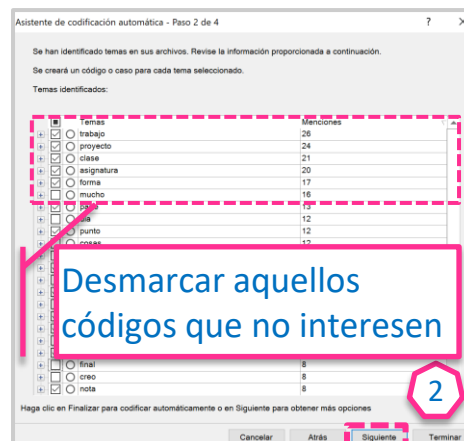 Asistente de codificación automática - Paso 2 de 4 ? ×
Se han identificado temas en sus archivos. Revise la información proporcionada a continuación.
Se creará un código o caso para cada tema seleccionado.
Temas identificados:
Temas Menciones
trabajo 26
proyecto 24
clase 21
asignatura 20
forma 17
mucho 16
13
12
punto 12
cosas 12
Desmarcar aquellos
códigos que no interesen
final 8
creo 8
nota 8
2
Haga clic en Finalizar para codificar automáticamente o en Siguiente para obtener más opciones
Cancelar Atrás Siguiente Terminar